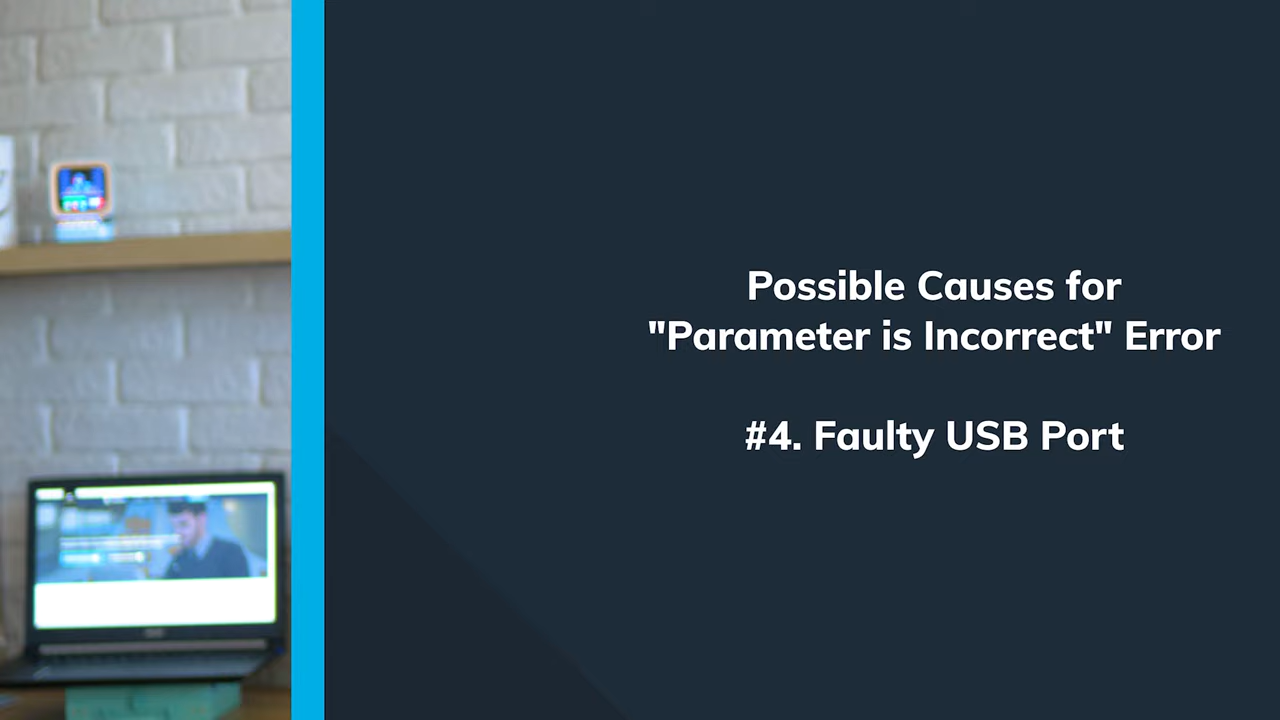 Possible Causes for
"Parameter is Incorrect" Error
#4. Faulty USB Port